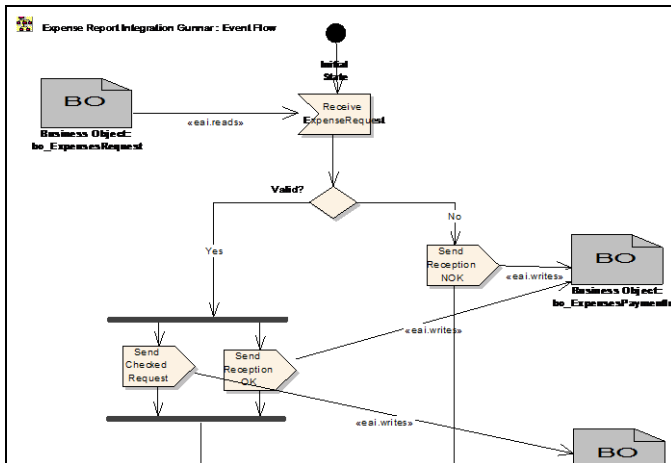 Expense Report Integration Gunnar : Event Flow
Initial
State
BO
Receive
ExpenseRequest
«eai.reads»
Business Object::
bo_ExpensesRequest
Valid?
No
Yes
Send
Reception
NOK
BO
«eai.writes»
Business Object::
bo_ExpensesPaymentIn
«eai.writes»
Send
Checked
Request
Send
Reception
OK
«eai.writes»
BO